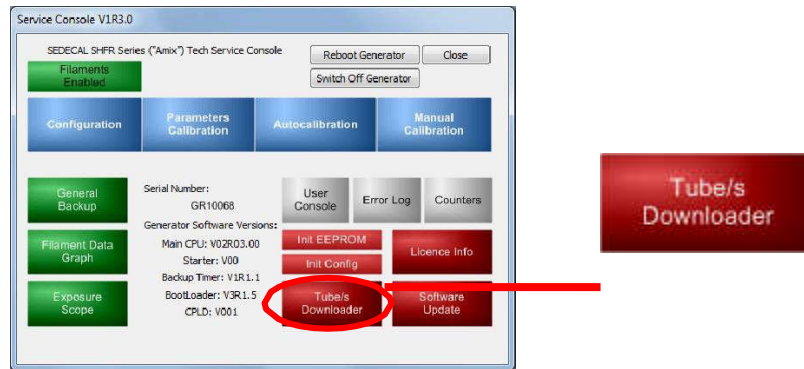 Service Console V1R3.0
SEDECAL SHFR Series ("Amix") Tech Service Console
Reboot Generator
Close
Filaments
Enabled
Switch Off Generator
Configuration
Parameters
Calibration
Autocalibration
Manual
Calibration
General
Backup
Serial Number:
GR10068
User
Console
Error Log
Counters
Generator Software Versions:
Filament Data
Graph
Main CPU: V02R03.00
Starter: V00
Backup Timer: V1R1.1
Init EEPROM
Init Config
Licence Info
Exposure
Scope
BootLoader: V3R1.5
CPLD: V001
Tube/s
Downloader
Software
Update
Tube/s
Downloader